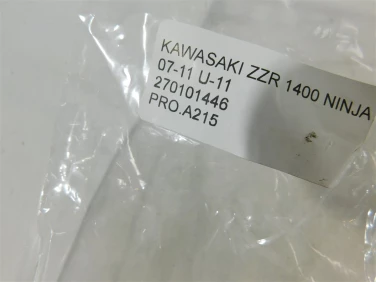 KAWASAKI ZZR 1400 NINJA
07-11 U-11
270101446
PRO.A215